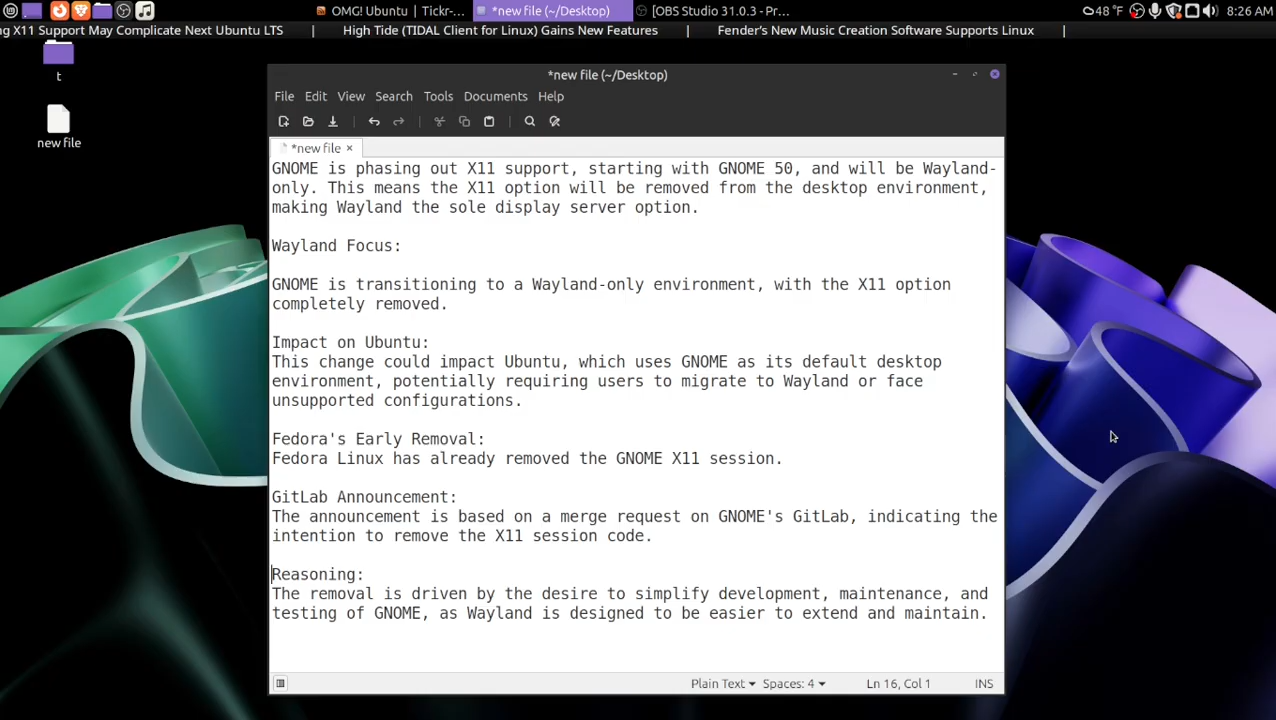 OMG! Ubuntu | Tickr-...
*new file (~/Desktop)
[OBS Studio 31.0.3 - Pr...
48 °F
8:26 AM
g X11 Support May Complicate Next Ubuntu LTS | High Tide (TIDAL Client for Linux) Gains New Features | Fender's New Music Creation Software Supports Linux |
t
new file
*new file (~/Desktop)
File Edit View Search Tools Documents Help
*new file ×
GNOME is phasing out X11 support, starting with GNOME 50, and will be Wayland-
only. This means the X11 option will be removed from the desktop environment,
making Wayland the sole display server option.
Wayland Focus:
GNOME is transitioning to a Wayland-only environment, with the X11 option
completely removed.
Impact on Ubuntu:
This change could impact Ubuntu, which uses GNOME as its default desktop
environment, potentially requiring users to migrate to Wayland or face
unsupported configurations.
Fedora's Early Removal:
Fedora Linux has already removed the GNOME X11 session.
GitLab Announcement:
The announcement is based on a merge request on GNOME's GitLab, indicating the
intention to remove the X11 session code.
Reasoning:
The removal is driven by the desire to simplify development, maintenance, and
testing of GNOME, as Wayland is designed to be easier to extend and maintain.
Plain Text Spaces: 4 Ln 16, Col 1 INS